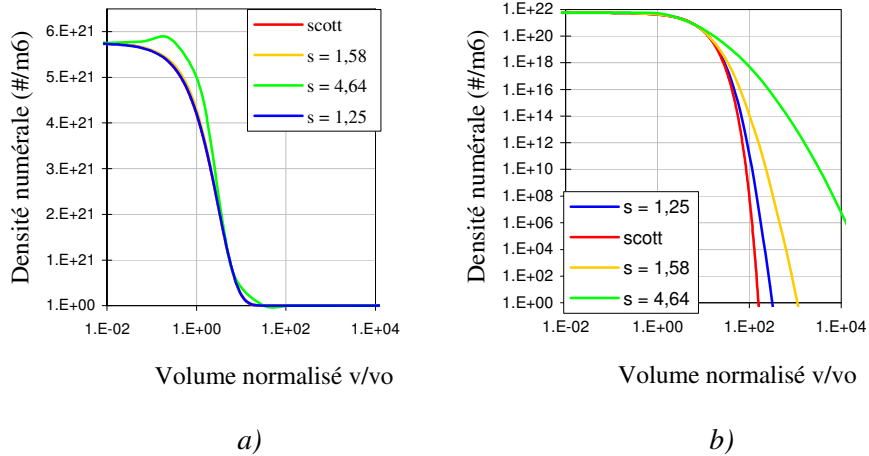 Densité numérale (#/m6)
6.E+21
5.E+21
4.E+21
3.E+21
2.E+21
1.E+21
1.E+00
1.E-02
1.E+00
1.E+02
1.E+04
scott
s = 1,58
s = 4,64
s = 1,25
Volume normalisé v/vo
a)
Densité numérale (#/m6)
1.E+22
1.E+20
1.E+18
1.E+16
1.E+14
1.E+12
1.E+10
1.E+08
1.E+06
1.E+04
1.E+02
1.E+00
1.E-02
1.E+00
1.E+02
1.E+04
s = 1,25
scott
s = 1,58
s = 4,64
Volume normalisé v/vo
b)